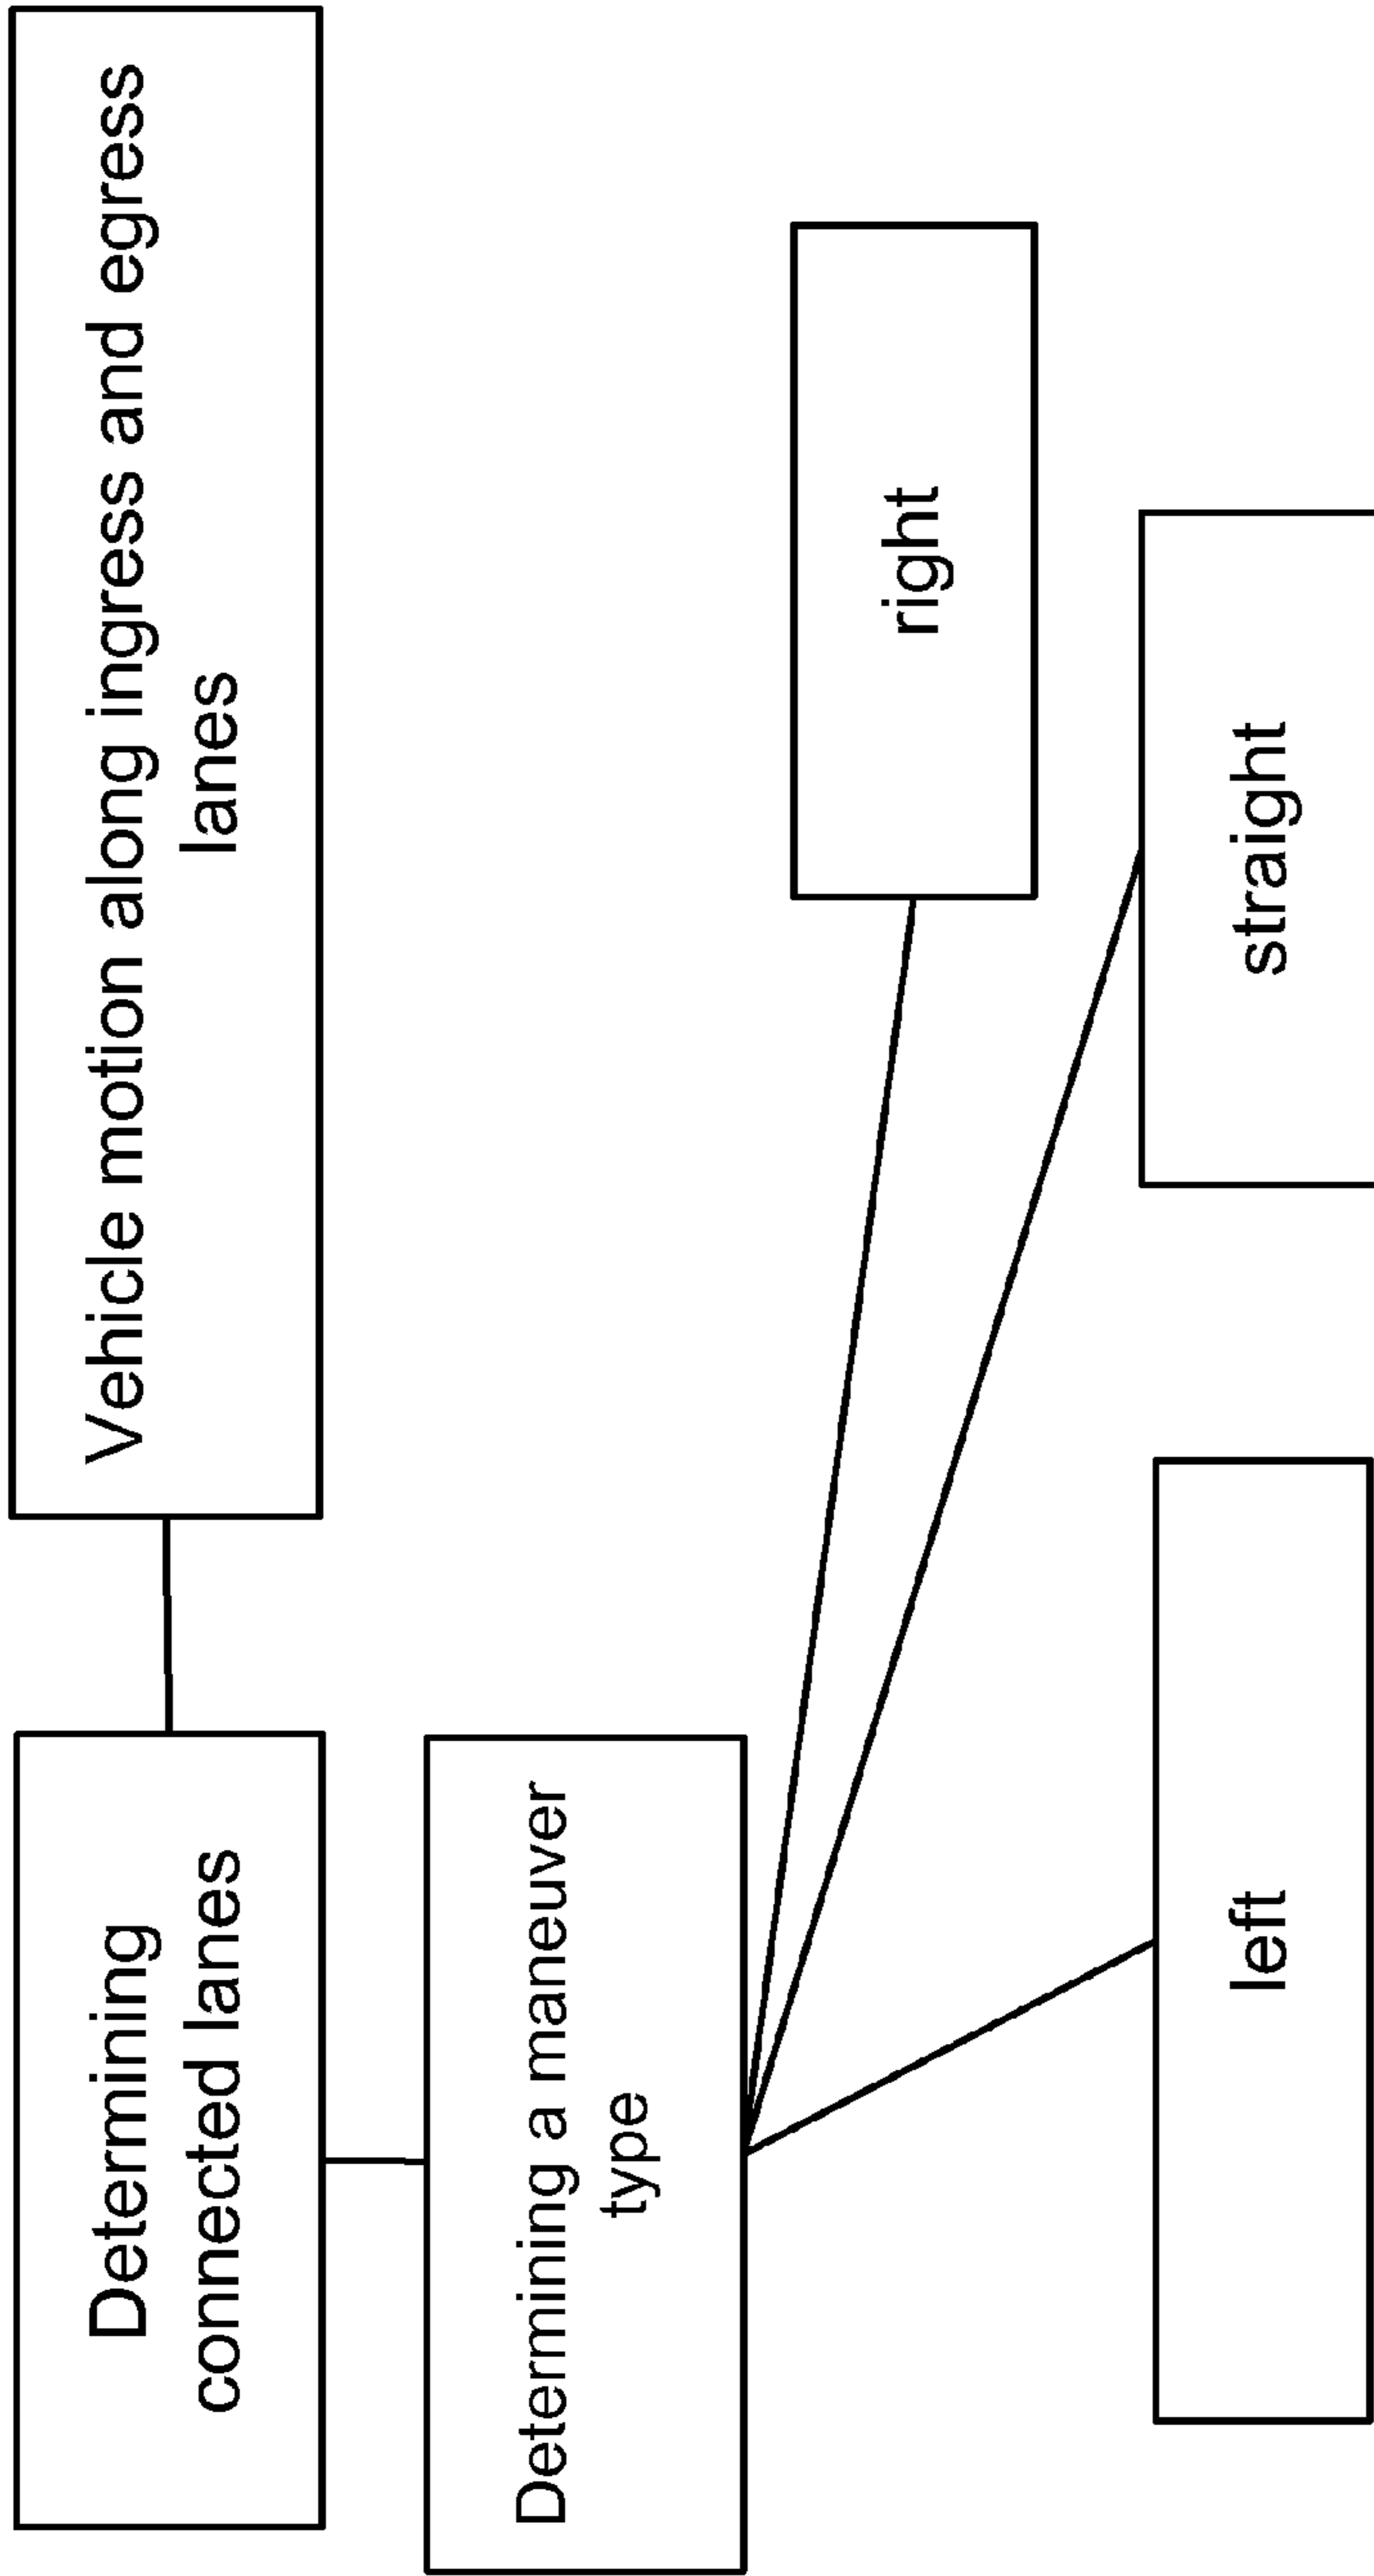 Determining
connected lanes
Vehicle motion along ingress and egress
lanes
Determining a maneuver
type
right
left
straight